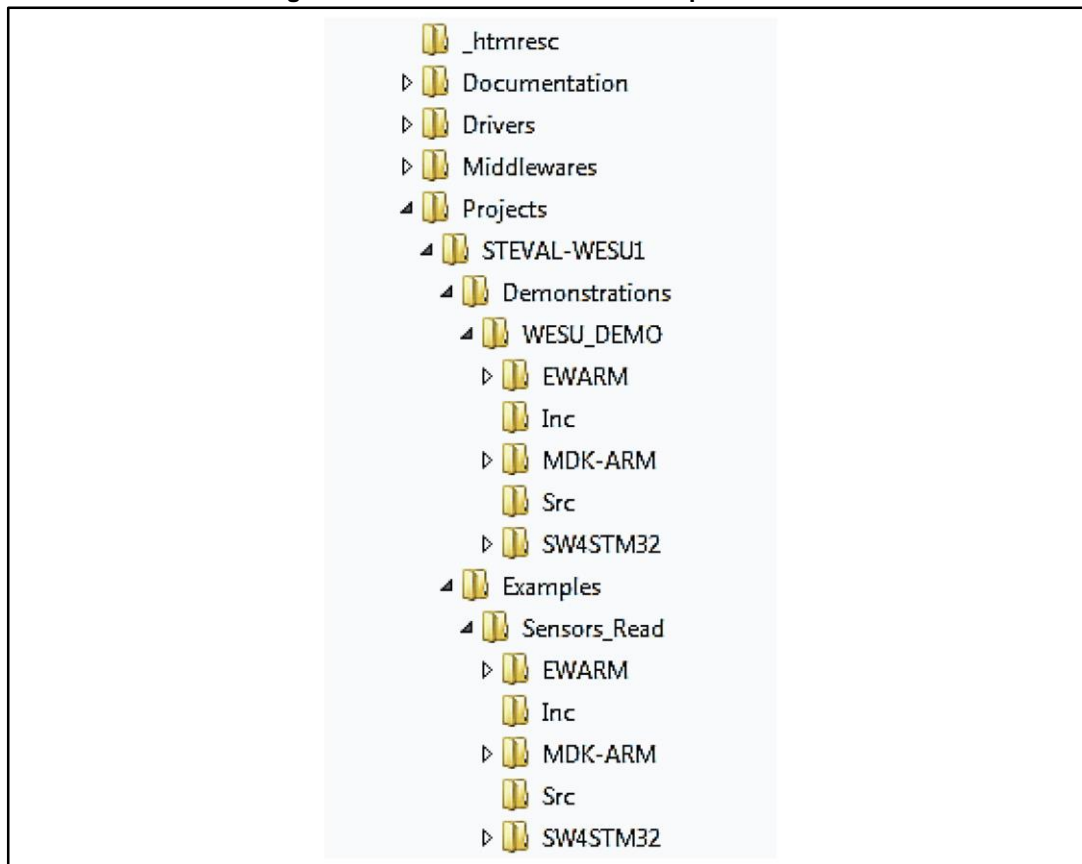 _htmresc
Documentation
Drivers
Middlewares
Projects
STEVAL-WESU1
Demonstrations
WESU_DEMO
EWARM
Inc
MDK-ARM
Src
SW4STM32
Examples
Sensors_Read
EWARM
Inc
MDK-ARM
Src
SW4STM32